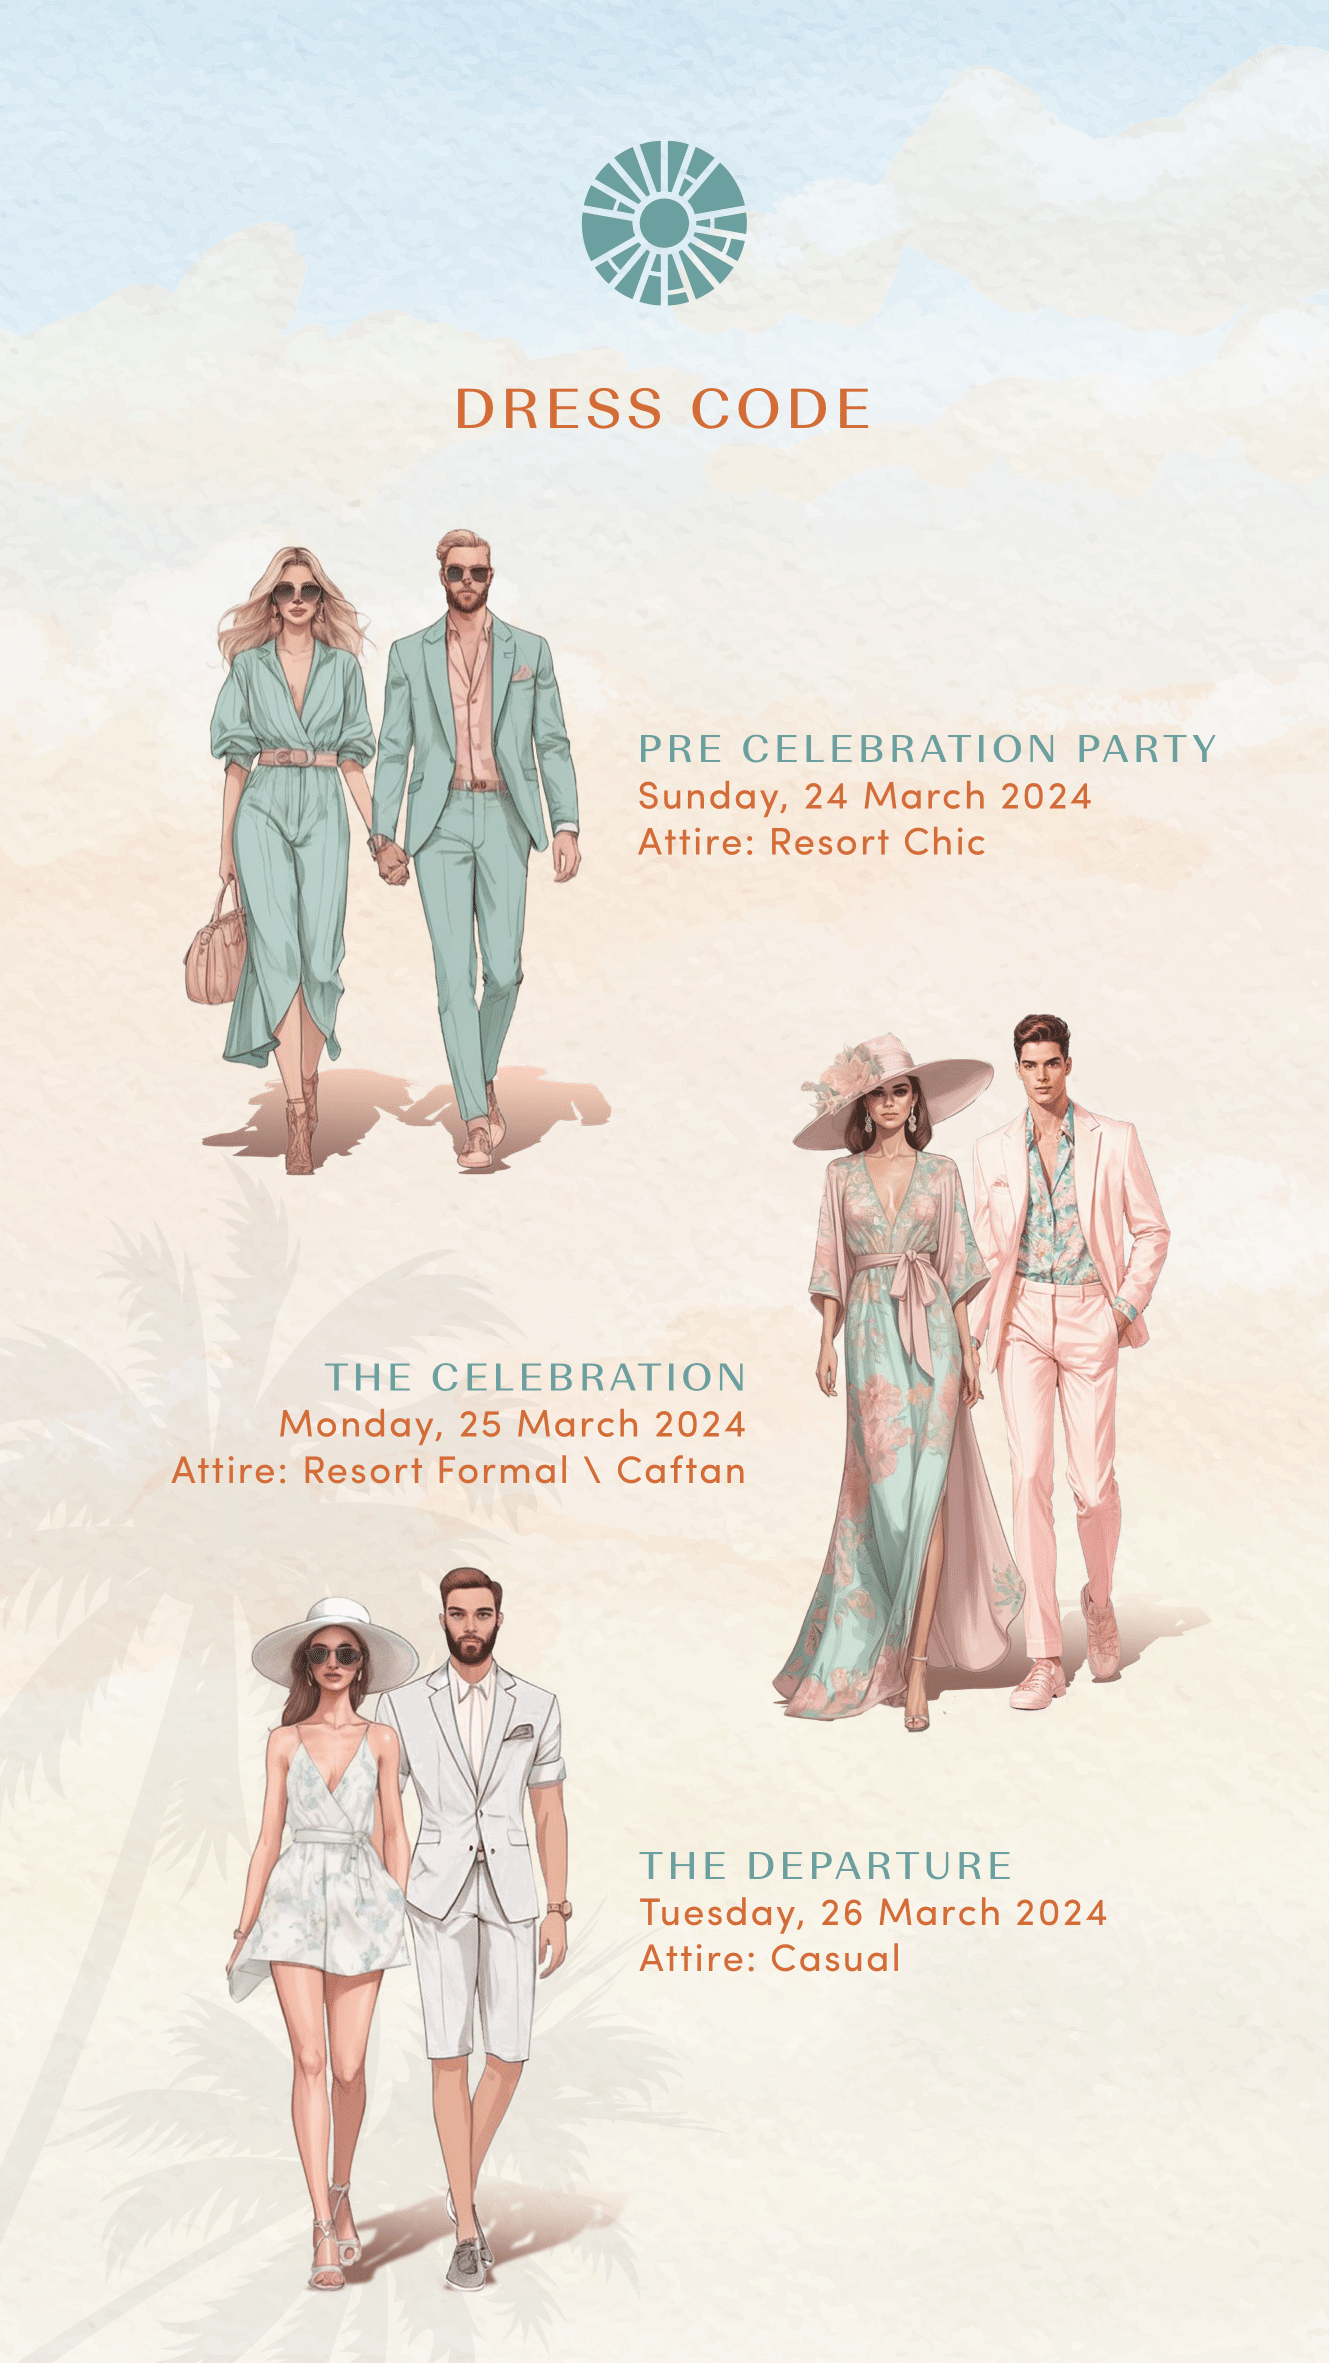 DRESS CODE
PRE CELEBRATION PARTY
Sunday, 24 March 2024
Attire: Resort Chic
THE CELEBRATION
Monday, 25 March 2024
Attire: Resort Formal \ Caftan
THE DEPARTURE
Tuesday, 26 March 2024
Attire: Casual